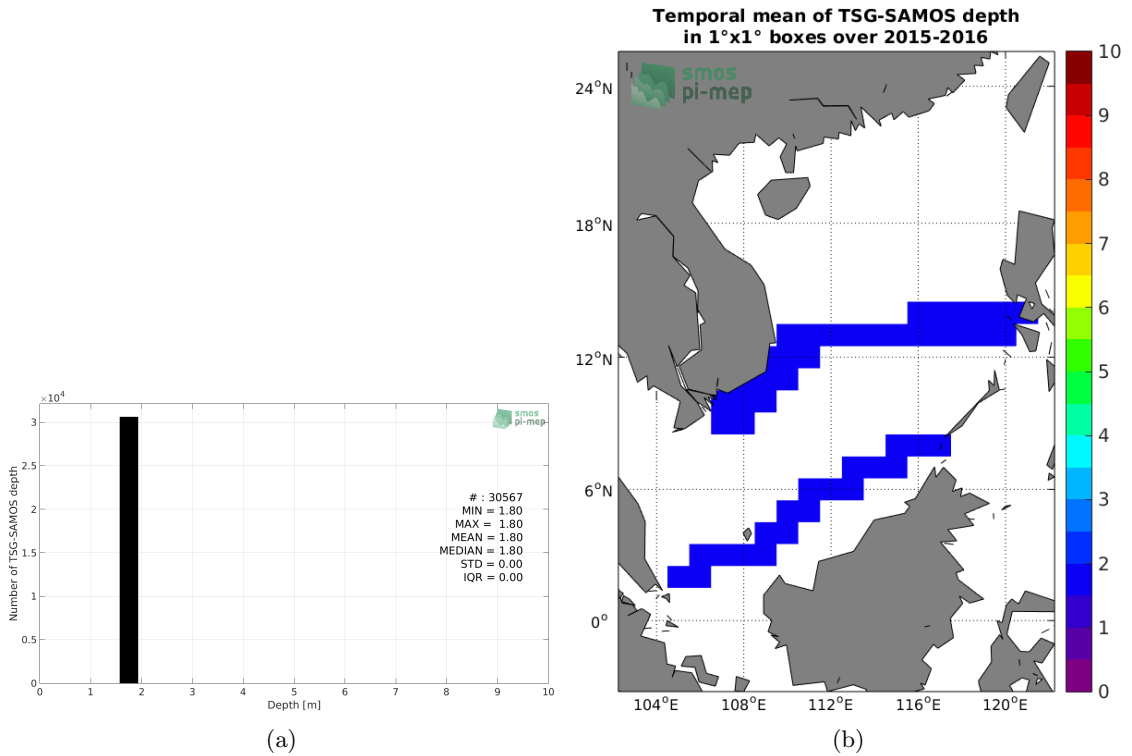 Temporal mean of TSG-SAMOS depth
in 1°x1° boxes over 2015-2016
smos
pi-mep
24°N
18°N
12°N
6°N
0°
104°E
108°E
112°E
116°E
120°E
10
9
8
7
6
5
4
3
2
1
0
(b)
×10⁴
smos
pi-mep
3
2.5
2
1.5
1
0.5
0
Number of TSG-SAMOS depth
# : 30567
MIN = 1.80
MAX = 1.80
MEAN = 1.80
MEDIAN = 1.80
STD = 0.00
IQR = 0.00
0 1 2 3 4 5 6 7 8 9 10
Depth [m]
(a)